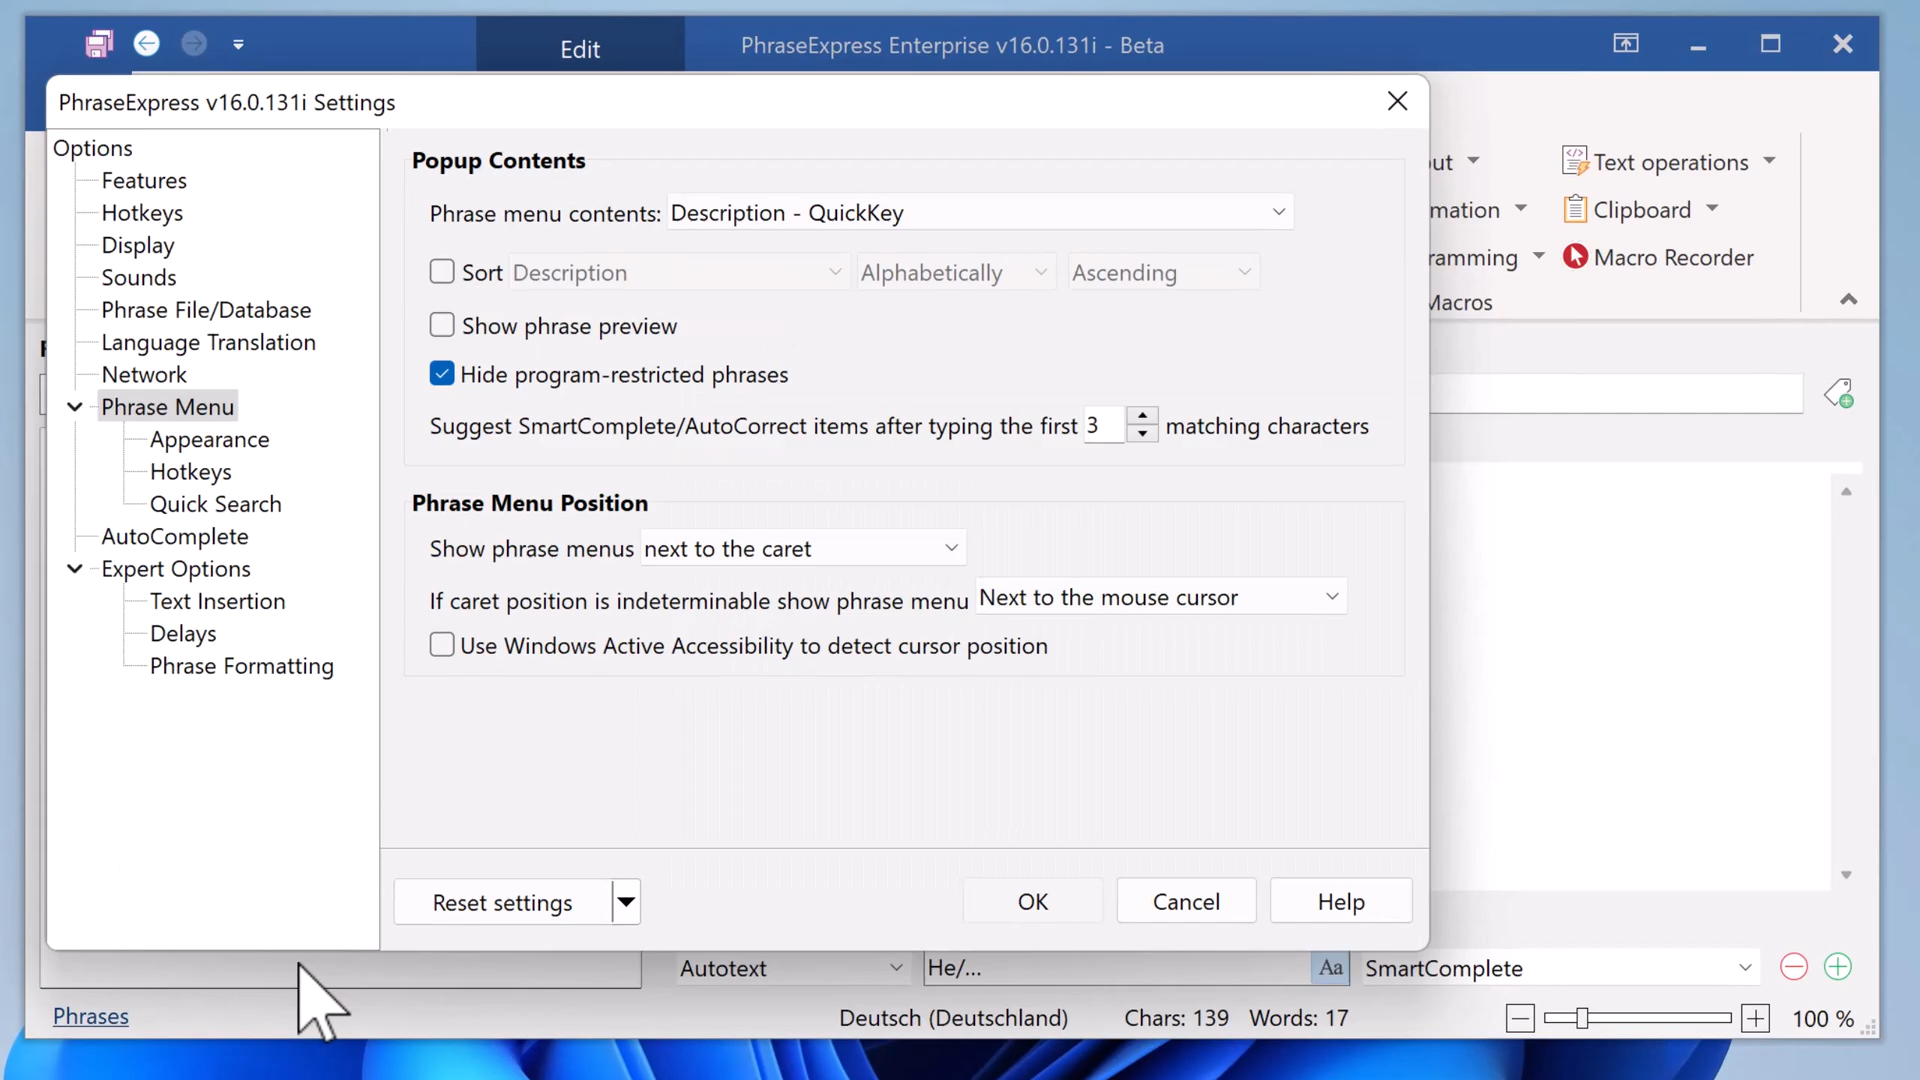 Edit
PhraseExpress Enterprise v16.0.131i - Beta
PhraseExpress v16.0.131i Settings
Options
Features
Hotkeys
Display
Sounds
Phrase File/Database
Language Translation
Network
Phrase Menu
Appearance
Hotkeys
Quick Search
AutoComplete
Expert Options
Text Insertion
Delays
Phrase Formatting
Popup Contents
Phrase menu contents: Description - QuickKey
Sort Description Alphabetically Ascending
Show phrase preview
Hide program-restricted phrases
Suggest SmartComplete/AutoCorrect items after typing the first 3 matching characters
Phrase Menu Position
Show phrase menus next to the caret
If caret position is indeterminable show phrase menu Next to the mouse cursor
Use Windows Active Accessibility to detect cursor position
Reset settings
OK
Cancel
Help
Text operations
Clipboard
Macro Recorder
Macros
Autotext
He/...
Aa
SmartComplete
Phrases
Deutsch (Deutschland)
Chars: 139
Words: 17
100 %